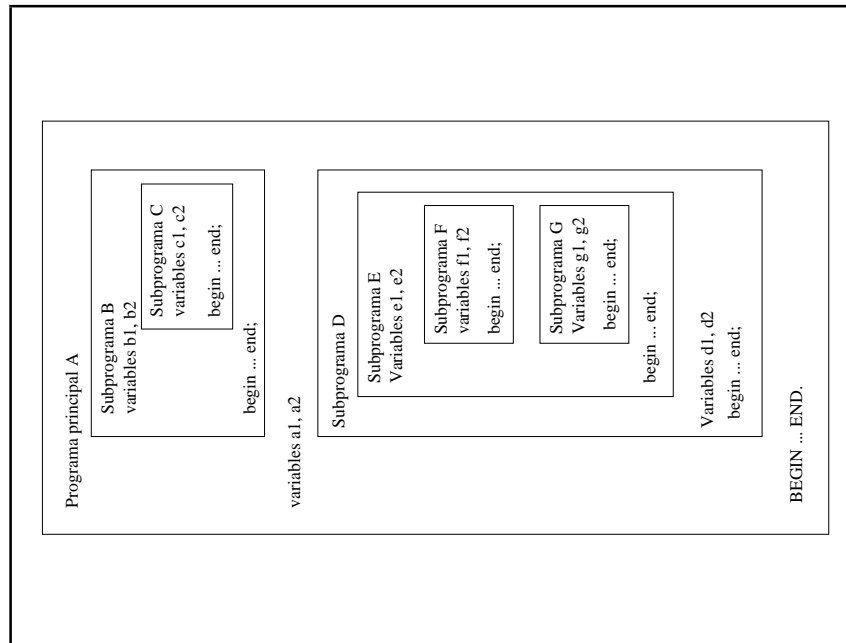 Programa principal A
Subprograma B
variables b1, b2
Subprograma C
variables c1, c2
begin ... end;
begin ... end;
variables a1, a2
Subprograma D
Subprograma E
Variables e1, e2
Subprograma F
variables f1, f2
begin ... end;
Subprograma G
Variables g1, g2
begin ... end;
begin ... end;
Variables d1, d2
begin ... end;
BEGIN ... END.